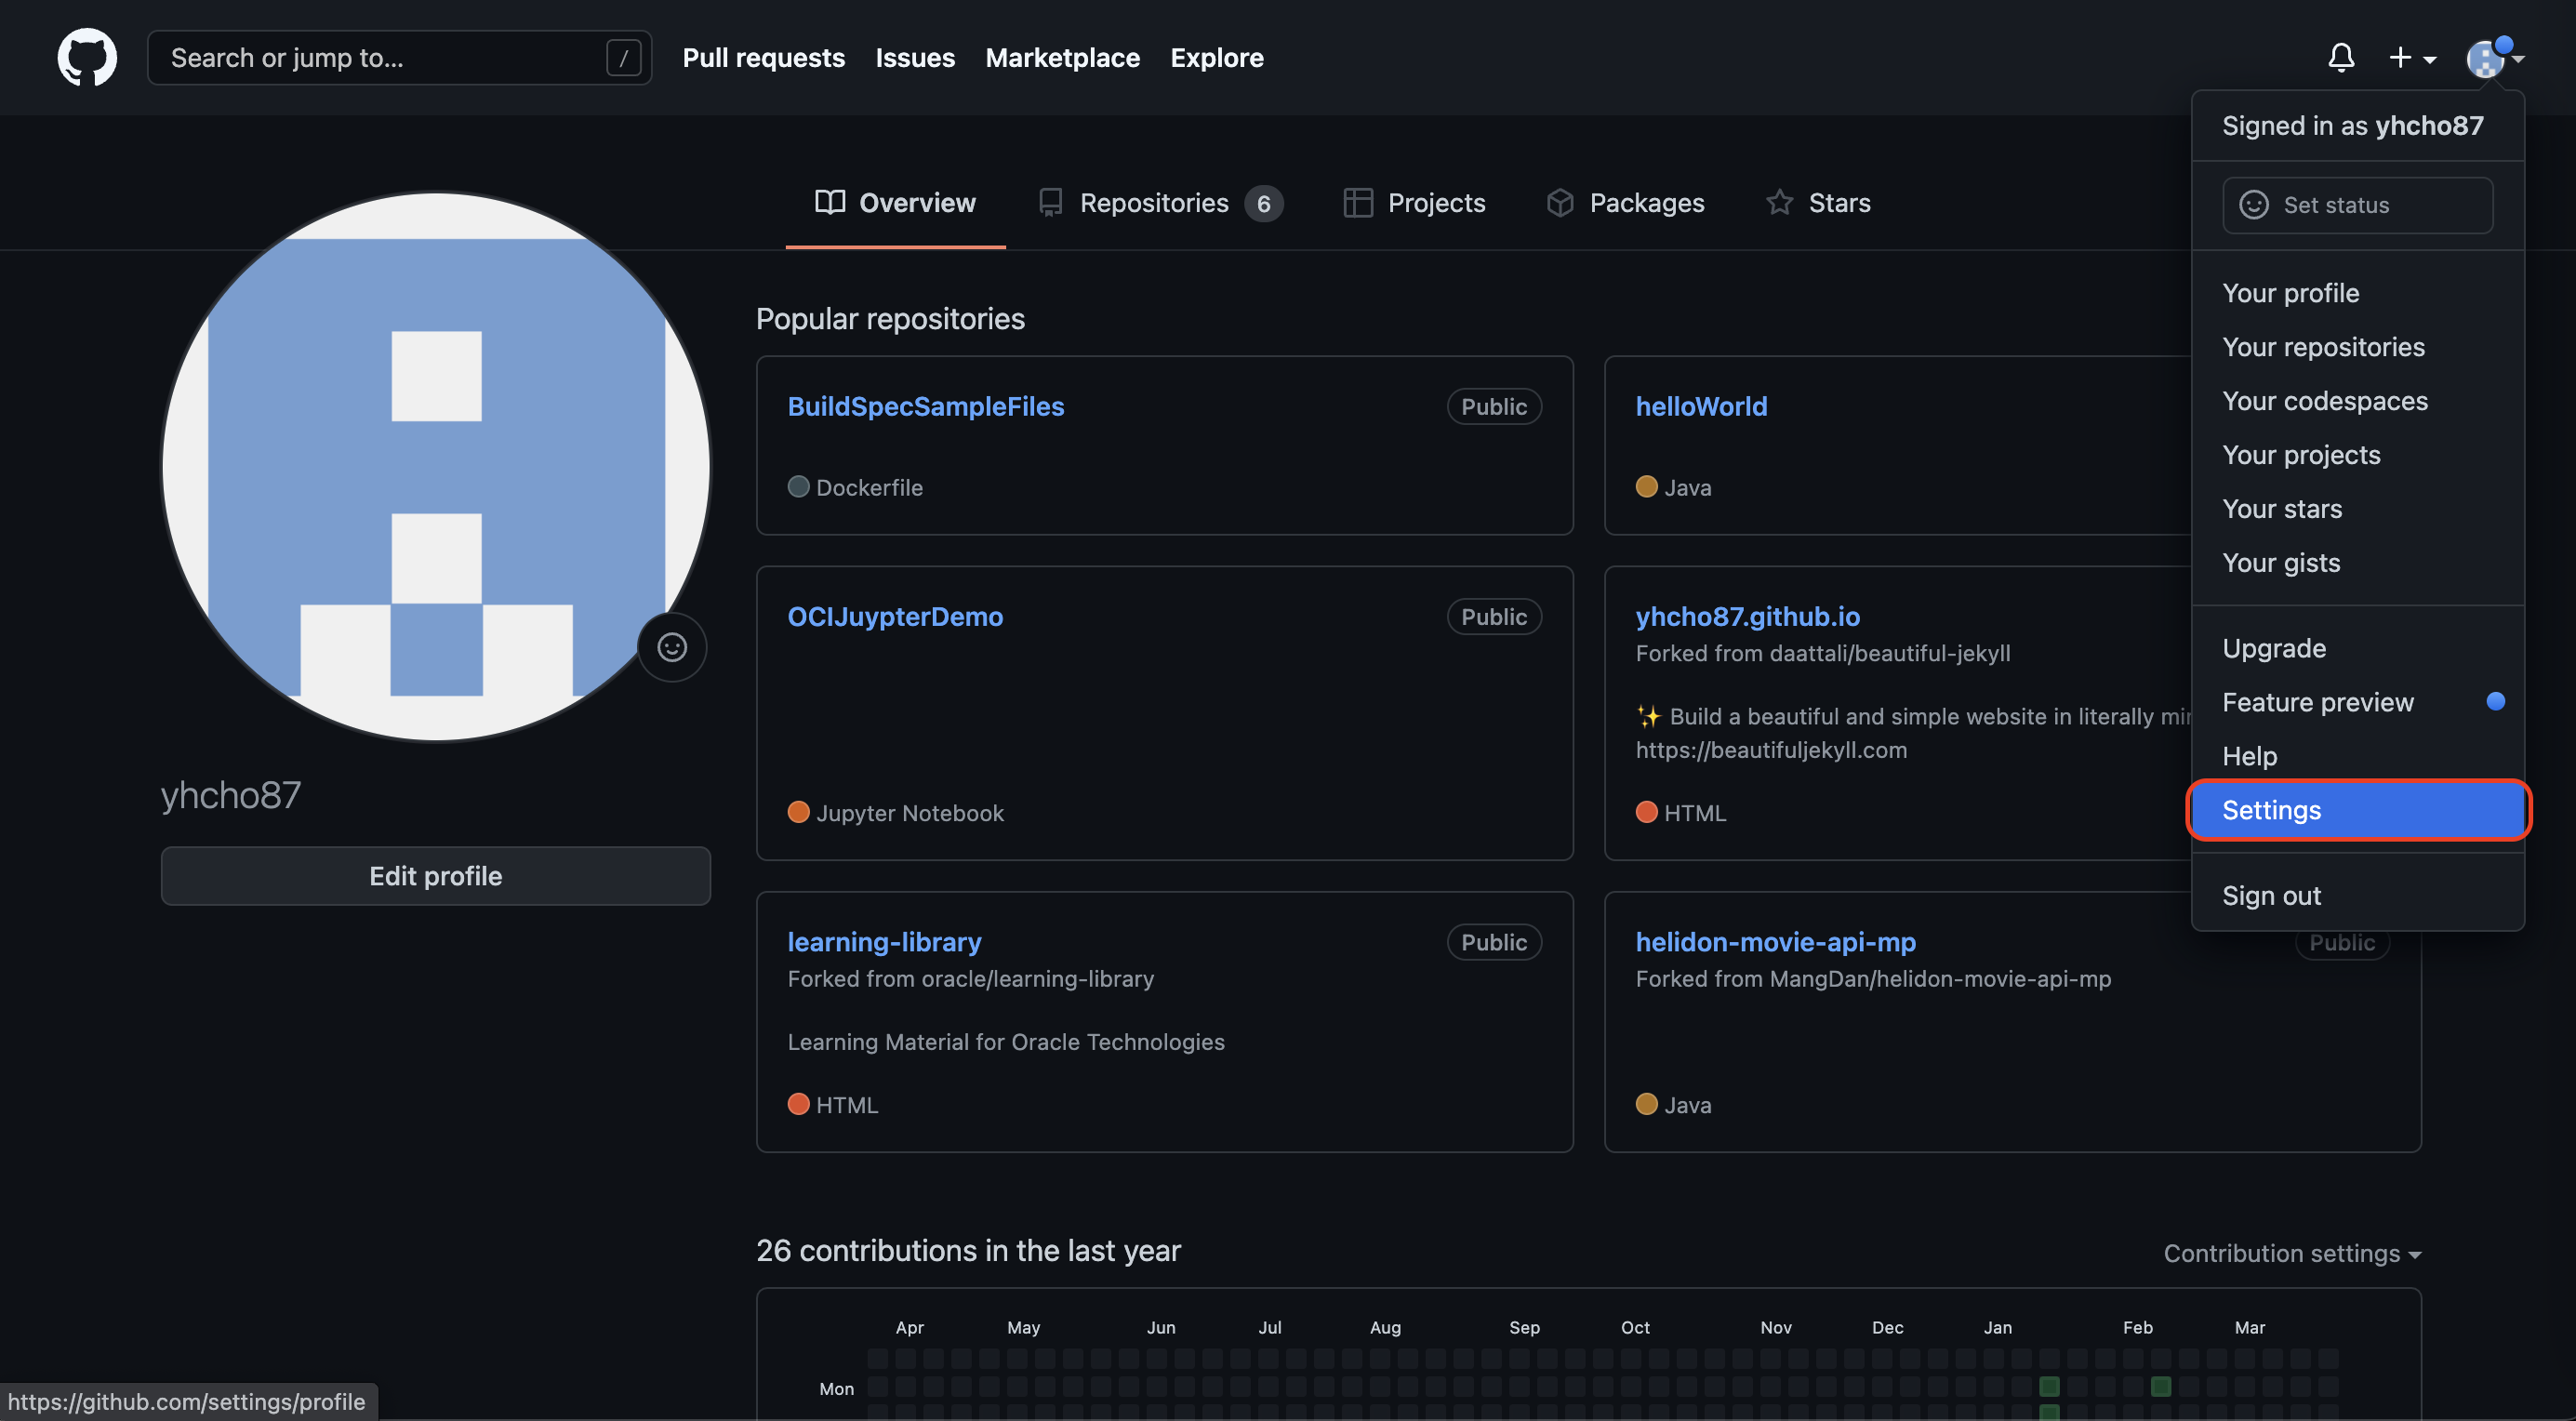 Search or jump to...
/
Pull requests
Issues
Marketplace
Explore
Signed in as yhcho87
Set status
Your profile
Your repositories
Your codespaces
Your projects
Your stars
Your gists
Upgrade
Feature preview
Help
Settings
Sign out
Overview
Repositories 6
Projects
Packages
Stars
yhcho87
Edit profile
Popular repositories
BuildSpecSampleFiles
Public
Dockerfile
helloWorld
Java
OCIJuypterDemo
Public
Jupyter Notebook
yhcho87.github.io
Forked from daattali/beautiful-jekyll
✨ Build a beautiful and simple website in literally
https://beautifuljekyll.com
HTML
learning-library
Public
Forked from oracle/learning-library
Learning Material for Oracle Technologies
HTML
helidon-movie-api-mp
Public
Forked from MangDan/helidon-movie-api-mp
Java
26 contributions in the last year
Contribution settings
Apr May Jun Jul Aug Sep Oct Nov Dec Jan Feb Mar
Mon
https://github.com/settings/profile